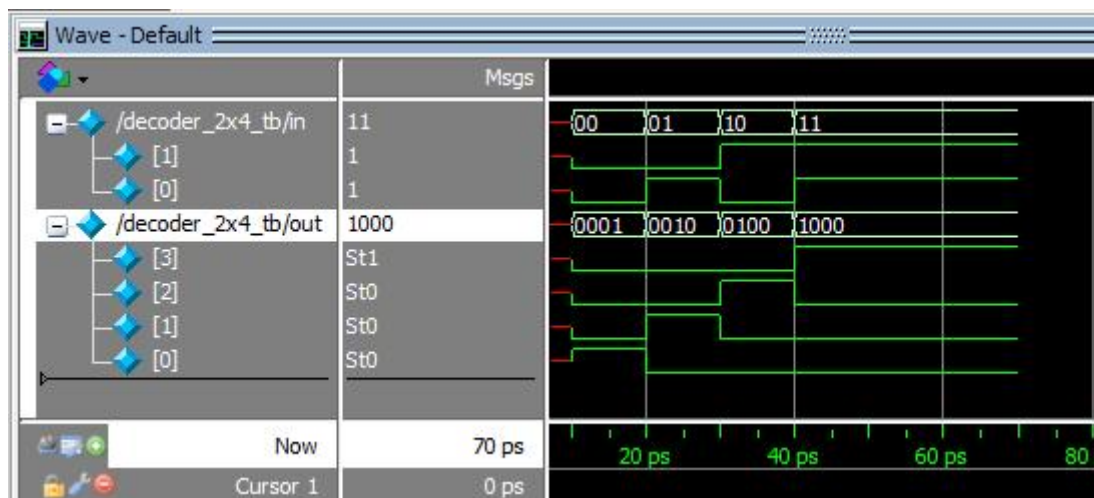 Wave - Default
Msgs
/decoder_2x4_tb/in 11 00 01 10 11
[1] 1
[0] 1
/decoder_2x4_tb/out 1000 0001 0010 0100 1000
[3] St1
[2] St0
[1] St0
[0] St0
Now 70 ps 20 ps 40 ps 60 ps 80
Cursor 1 0 ps